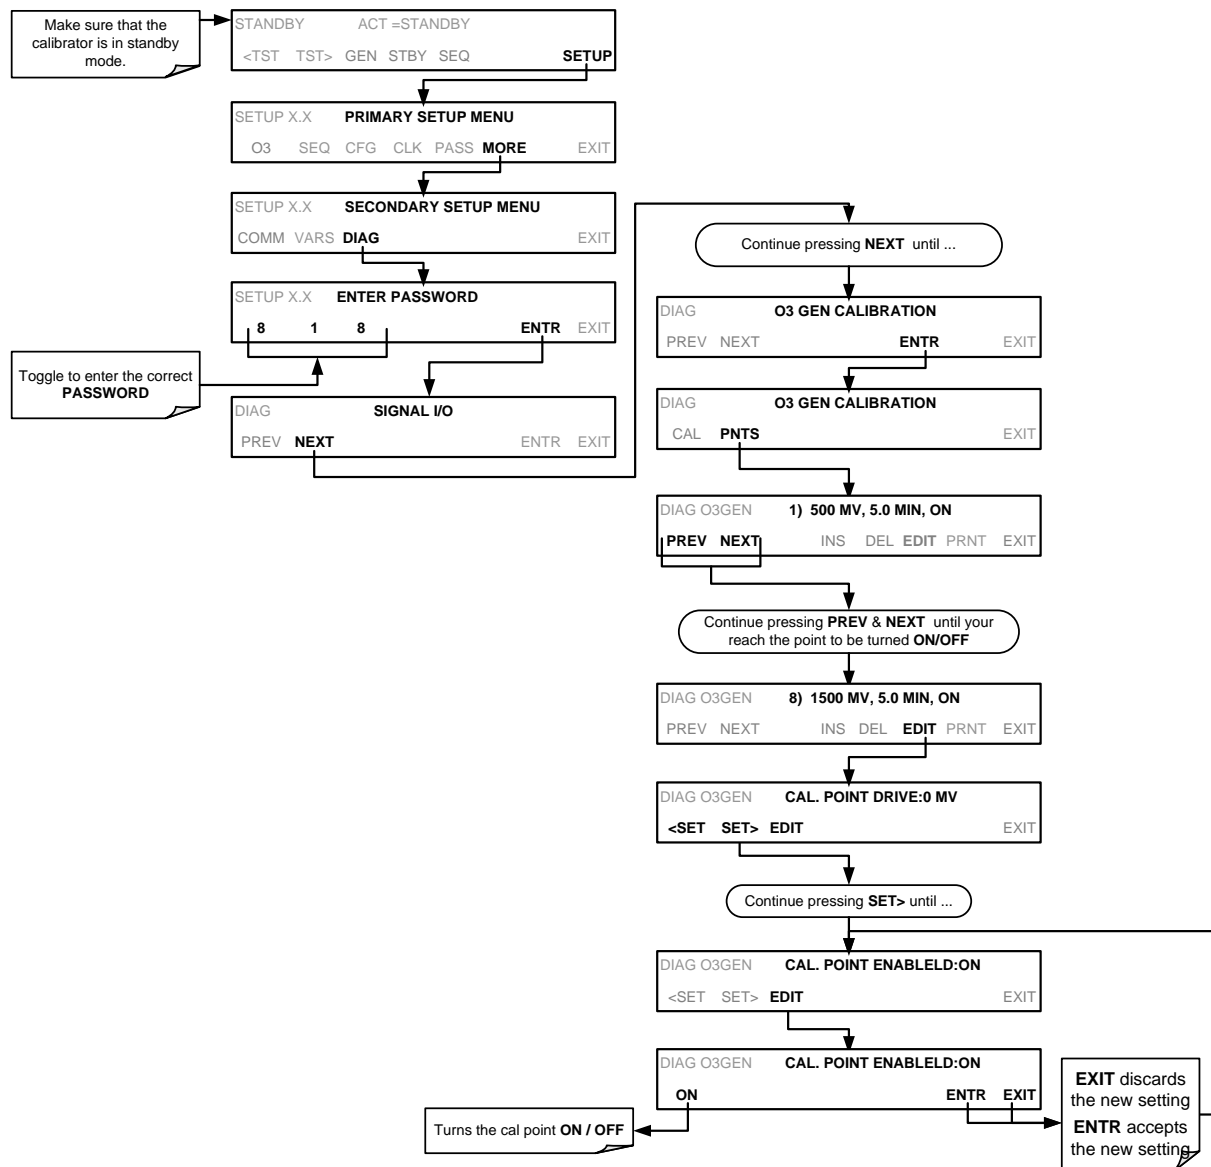 Make sure that the
calibrator is in standby
mode.
STANDBY ACT =STANDBY
<TST TST> GEN STBY SEQ SETUP
SETUP X.X PRIMARY SETUP MENU
O3 SEQ CFG CLK PASS MORE EXIT
SETUP X.X SECONDARY SETUP MENU
COMM VARS DIAG EXIT
SETUP X.X ENTER PASSWORD
8 1 8 ENTR EXIT
Toggle to enter the correct
PASSWORD
DIAG SIGNAL I/O
PREV NEXT ENTR EXIT
Continue pressing NEXT until ...
DIAG O3 GEN CALIBRATION
PREV NEXT ENTR EXIT
DIAG O3 GEN CALIBRATION
CAL PNTS EXIT
DIAG O3GEN 1) 500 MV, 5.0 MIN, ON
PREV NEXT INS DEL EDIT PRNT EXIT
Continue pressing PREV & NEXT until your
reach the point to be turned ON/OFF
DIAG O3GEN 8) 1500 MV, 5.0 MIN, ON
PREV NEXT INS DEL EDIT PRNT EXIT
DIAG O3GEN CAL. POINT DRIVE:0 MV
<SET SET> EDIT EXIT
Continue pressing SET> until ...
DIAG O3GEN CAL. POINT ENABLELD:ON
<SET SET> EDIT EXIT
DIAG O3GEN CAL. POINT ENABLELD:ON
ON ENTR EXIT
Turns the cal point ON / OFF
EXIT discards
the new setting
ENTR accepts
the new setting